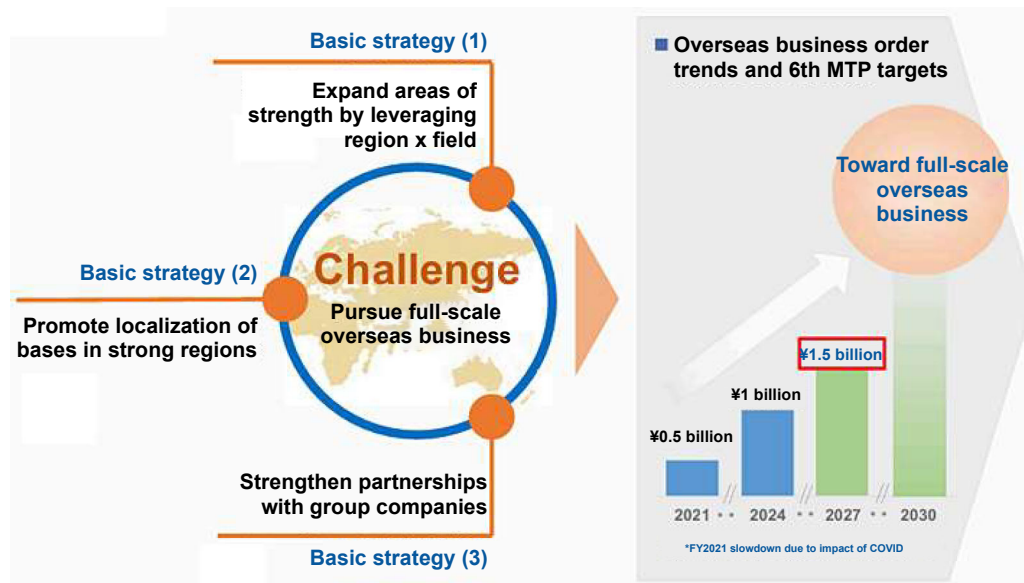 Basic strategy (1)
Expand areas of
strength by leveraging
region x field
Basic strategy (2)
Promote localization of
bases in strong regions
Challenge
Pursue full-scale
overseas business
Strengthen partnerships
with group companies
Basic strategy (3)
Overseas business order
trends and 6th MTP targets
Toward full-scale
overseas
business
¥1.5 billion
¥1 billion
¥0.5 billion
2021 •• 2024 •• 2027 •• 2030
*FY2021 slowdown due to impact of COVID